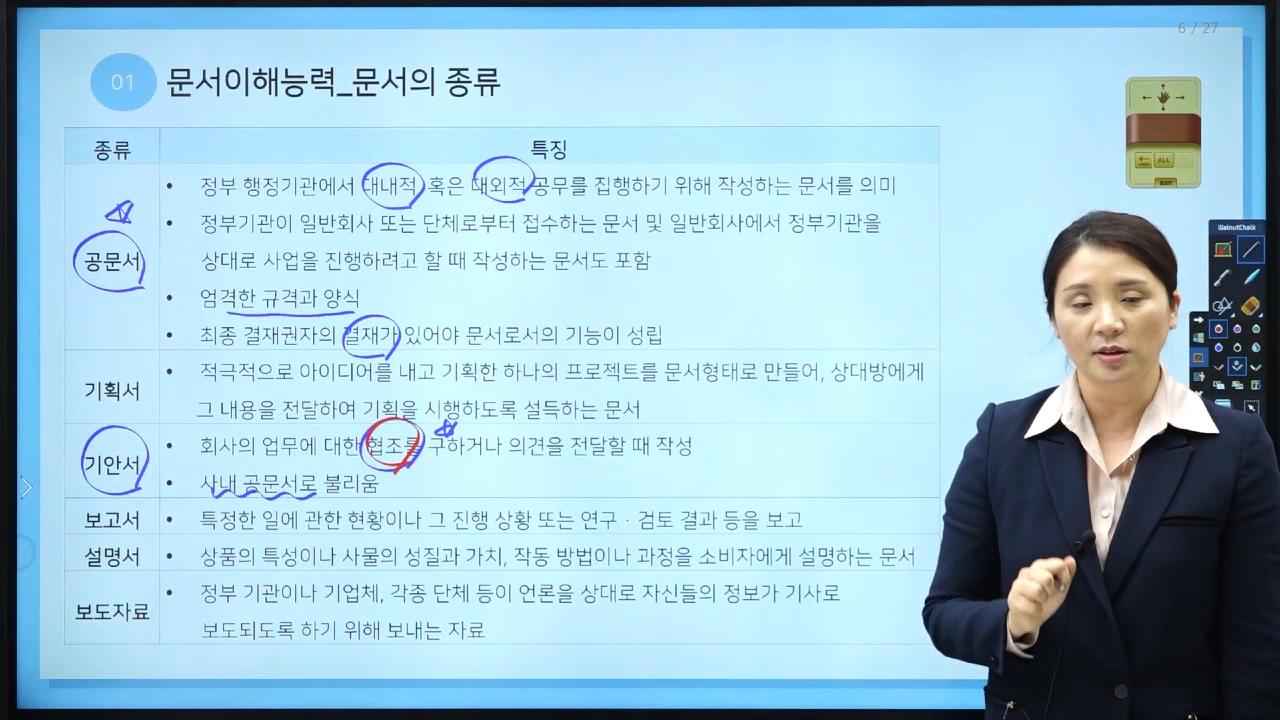 6 / 27
01 문서이해능력_문서의 종류
종류 특징
• 정부 행정기관에서 대내적 혹은 대외적 공무를 집행하기 위해 작성하는 문서를 의미
• 정부기관이 일반회사 또는 단체로부터 접수하는 문서 및 일반회사에서 정부기관을
공문서 상대로 사업을 진행하려고 할 때 작성하는 문서도 포함
• 엄격한 규격과 양식
• 최종 결재권자의 결재가 있어야 문서로서의 기능이 성립
• 적극적으로 아이디어를 내고 기획한 하나의 프로젝트를 문서형태로 만들어, 상대방에게
기획서 그 내용을 전달하여 기획을 시행하도록 설득하는 문서
• 회사의 업무에 대한 협조를 구하거나 의견을 전달할 때 작성
기안서
• 사내 공문서로 불리움
보고서 • 특정한 일에 관한 현황이나 그 진행 상황 또는 연구 · 검토 결과 등을 보고
설명서 • 상품의 특성이나 사물의 성질과 가치, 작동 방법이나 과정을 소비자에게 설명하는 문서
• 정부 기관이나 기업체, 각종 단체 등이 언론을 상대로 자신들의 정보가 기사로
보도자료 보도되도록 하기 위해 보내는 자료
ALL
EXIT
WalnutChalk